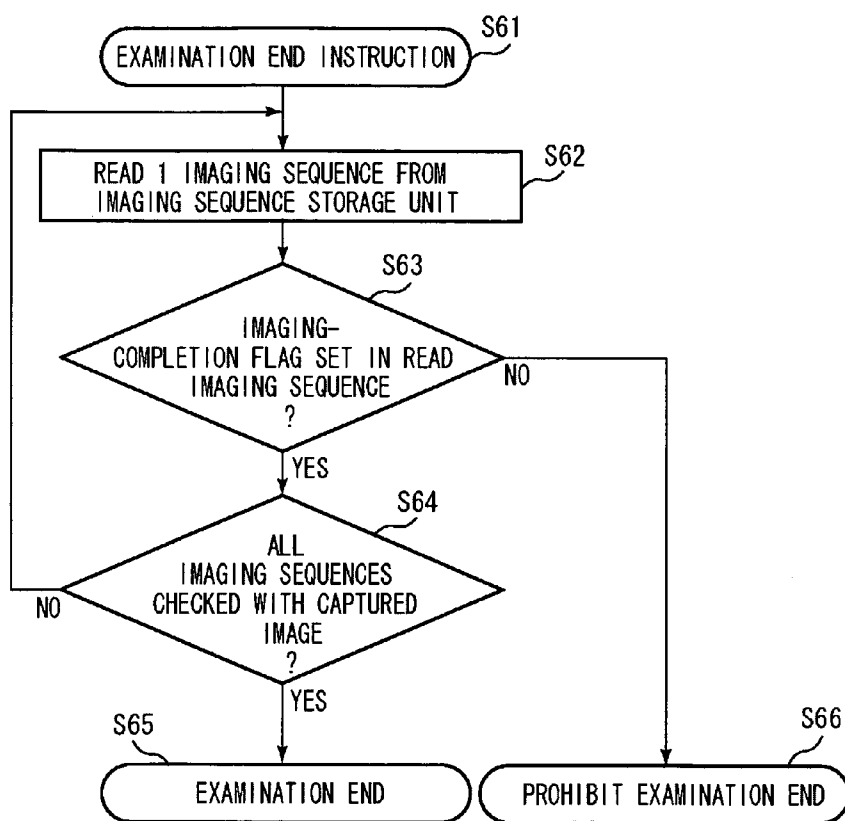 S61
EXAMINATION END INSTRUCTION
S62
READ 1 IMAGING SEQUENCE FROM
IMAGING SEQUENCE STORAGE UNIT
S63
IMAGING-
COMPLETION FLAG SET IN READ
IMAGING SEQUENCE
?
NO
YES
S64
ALL
IMAGING SEQUENCES
CHECKED WITH CAPTURED
IMAGE
?
NO
YES
S65
EXAMINATION END
S66
PROHIBIT EXAMINATION END